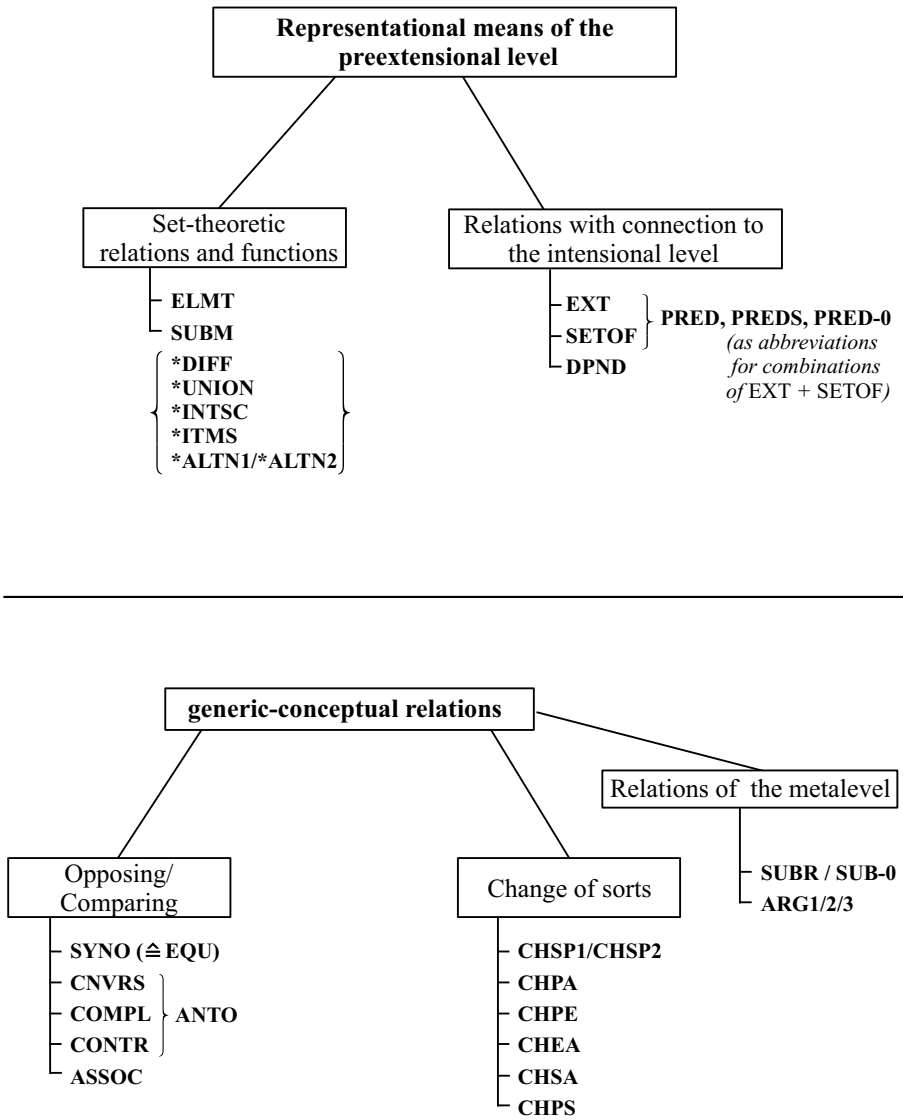 Representational means of the
preextensional level
Set-theoretic
relations and functions
ELMT
SUBM
*DIFF
*UNION
*INTSC
*ITMS
*ALTN1/*ALTN2
Relations with connection to
the intensional level
EXT
SETOF
DPND
PRED, PREDS, PRED-0
(as abbreviations
for combinations
of EXT + SETOF)
generic-conceptual relations
Opposing/
Comparing
SYNO (≙ EQU)
CNVRS
COMPL
CONTR
ANTO
ASSOC
Change of sorts
CHSP1/CHSP2
CHPA
CHPE
CHEA
CHSA
CHPS
Relations of the metalevel
SUBR / SUB-0
ARG1/2/3